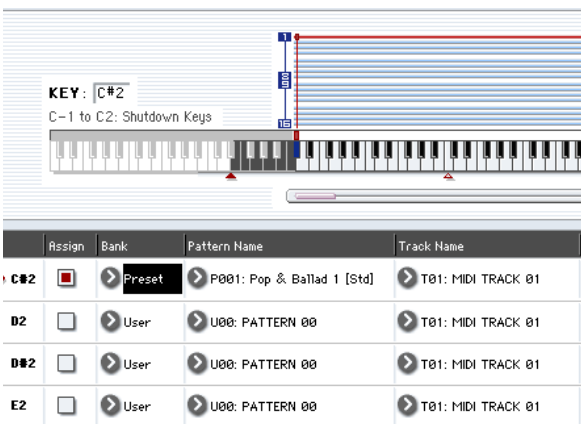 1
KEY: C#2
C-1 to C2: Shutdown Keys
16
Assign Bank Pattern Name Track Name
C#2 Preset P001: Pop & Ballad 1 [Std] T01: MIDI TRACK 01
D2 User U00: PATTERN 00 T01: MIDI TRACK 01
D#2 User U00: PATTERN 00 T01: MIDI TRACK 01
E2 User U00: PATTERN 00 T01: MIDI TRACK 01